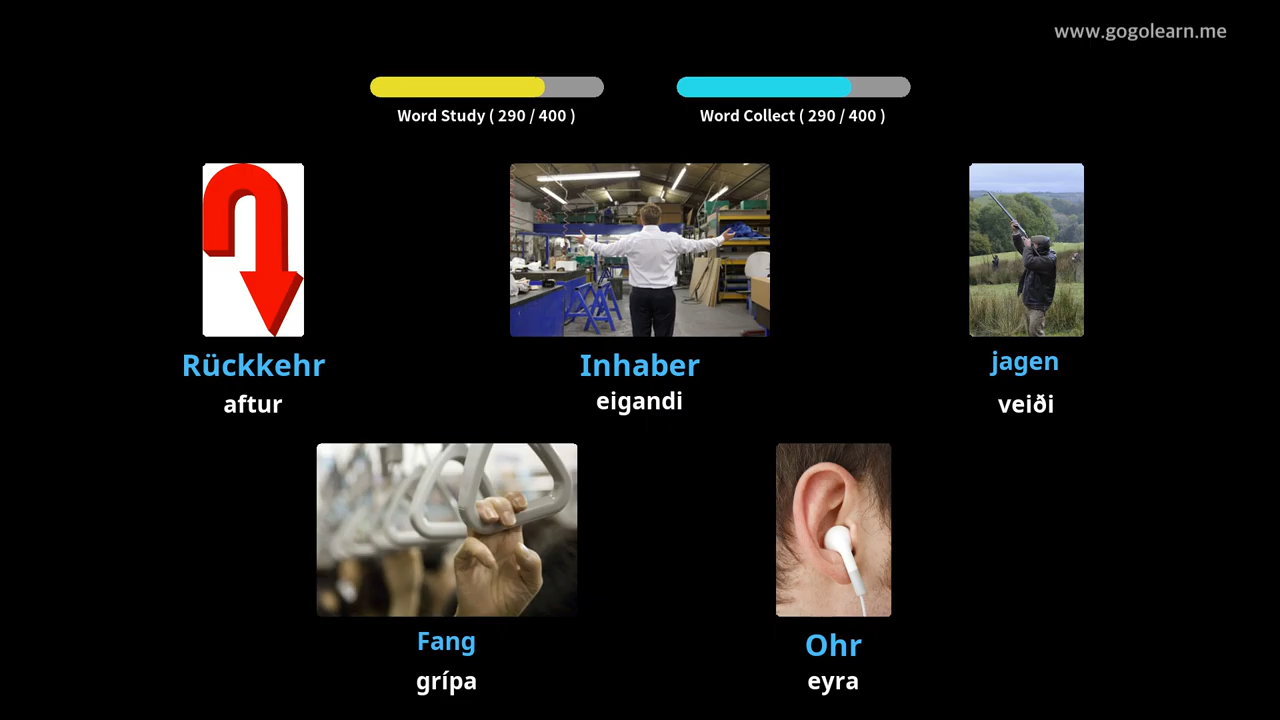 www.gogolearn.me
Word Study ( 290 / 400 )
Word Collect ( 290 / 400 )
Rückkehr
aftur
Inhaber
eigandi
jagen
veiði
Fang
grípa
Ohr
eyra